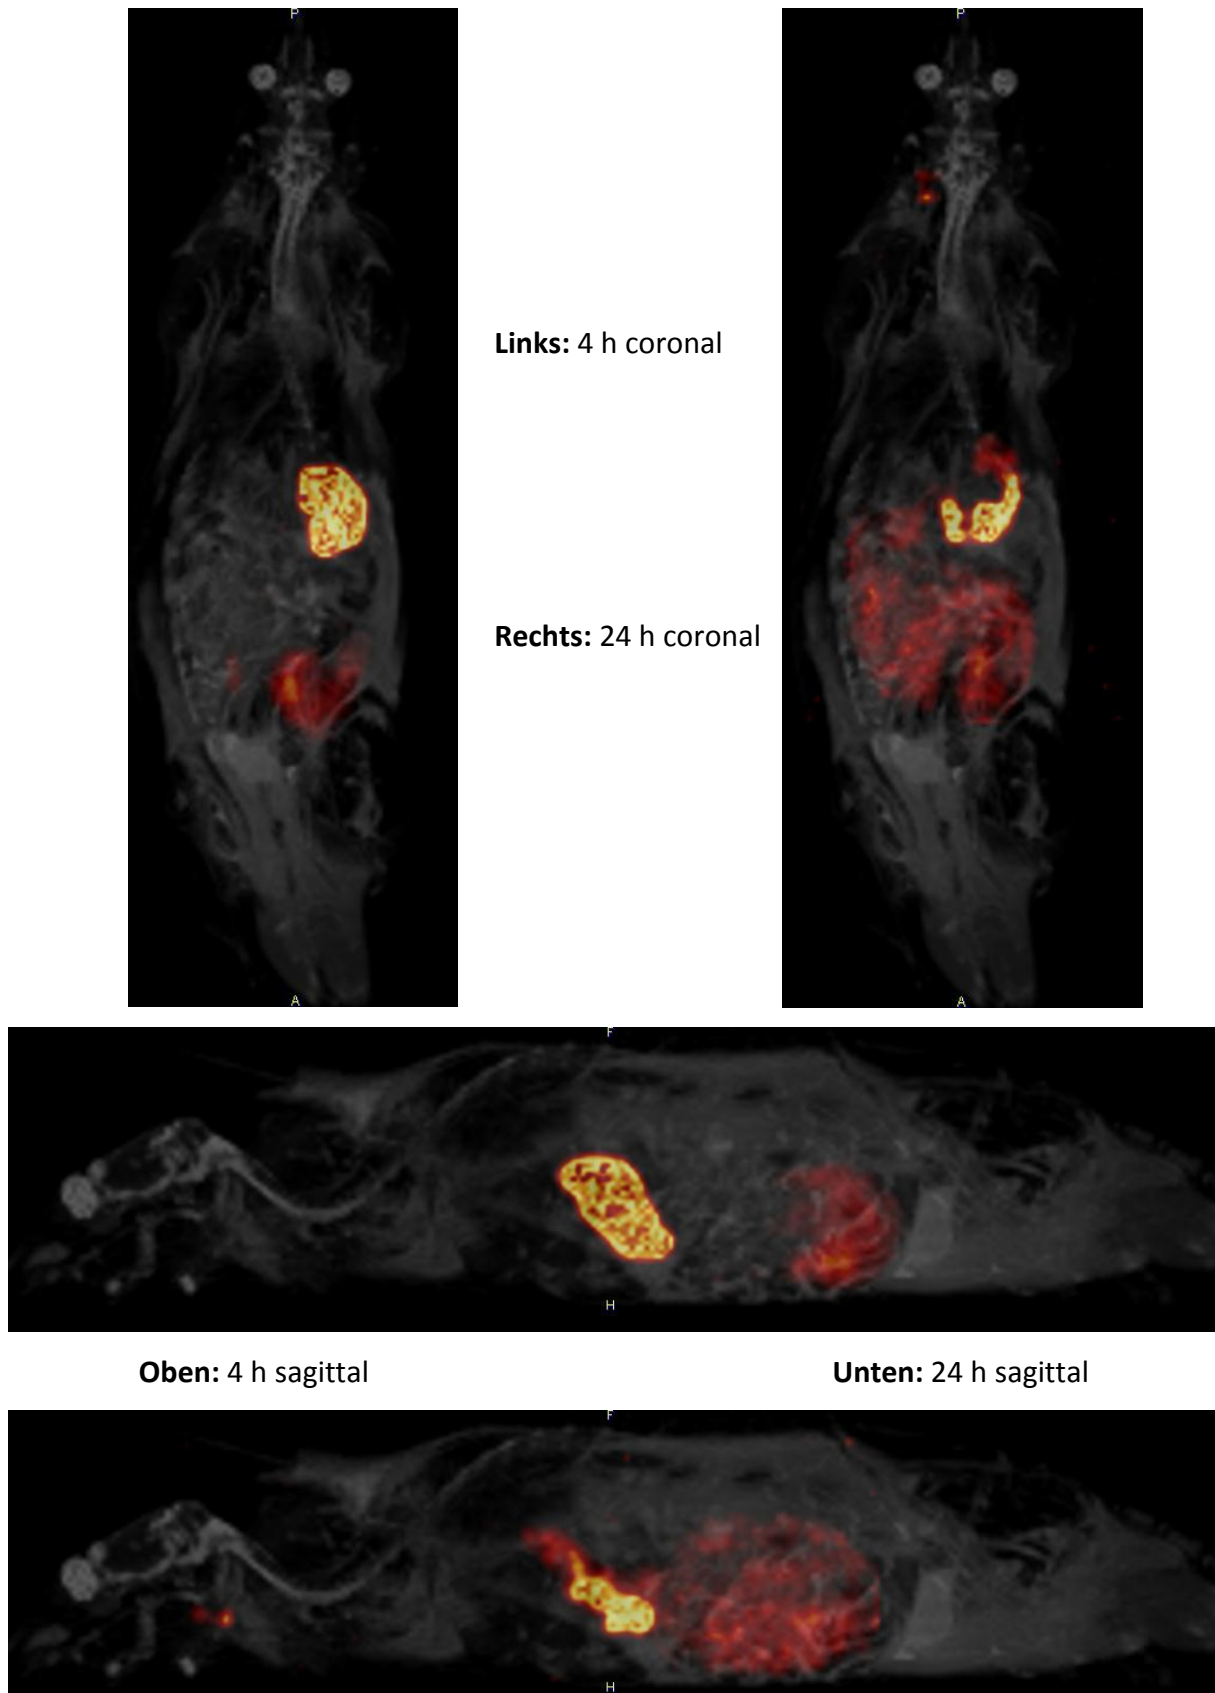 P
P
Links: 4 h coronal
Rechts: 24 h coronal
A
A
F
H
Oben: 4 h sagittal
Unten: 24 h sagittal
F
H